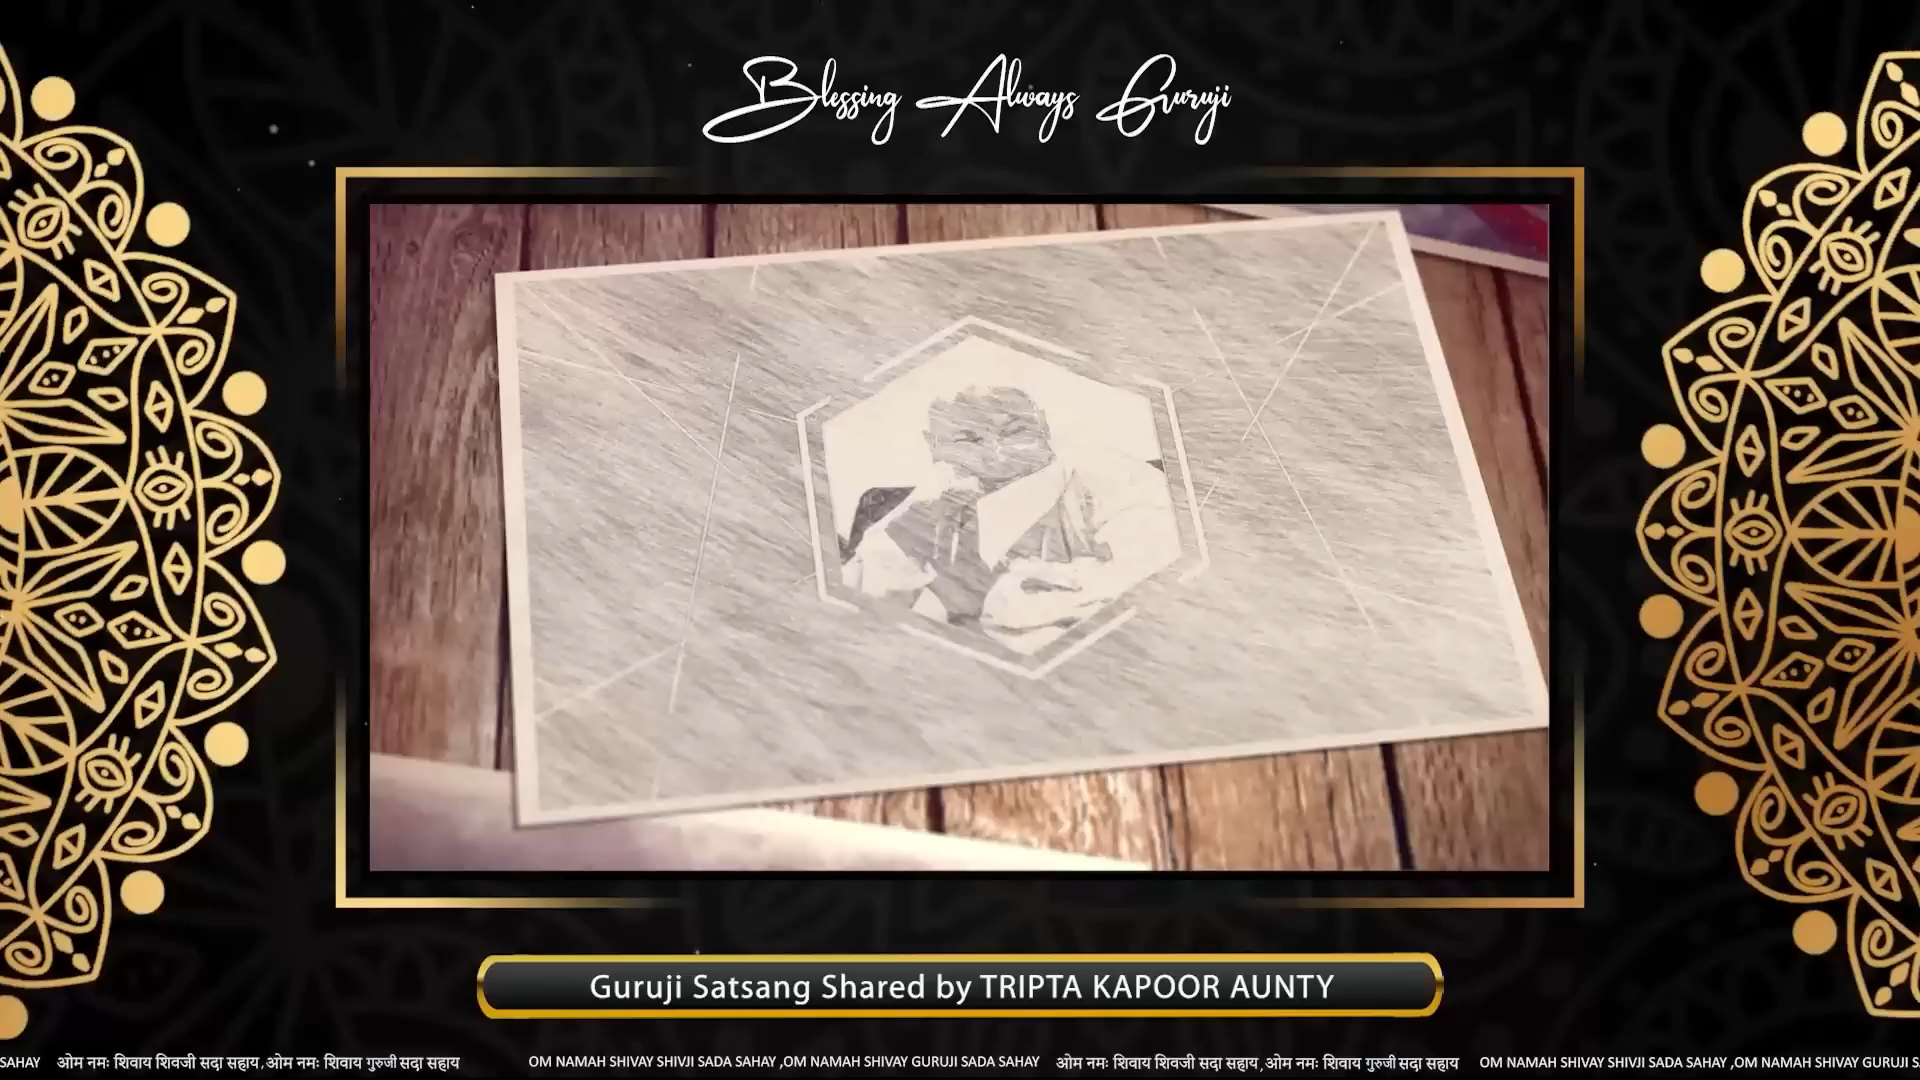 Blessing Always Guruji
Guruji Satsang Shared by TRIPTA KAPOOR AUNTY
SAHAY ओम नमः शिवाय शिवजी सदा सहाय,ओम नमः शिवाय गुरुजी सदा सहाय OM NAMAH SHIVAY SHIVJI SADA SAHAY ,OM NAMAH SHIVAY GURUJI SADA SAHAY ओम नमः शिवाय शिवजी सदा सहाय,ओम नमः शिवाय गुरुजी सदा सहाय OM NAMAH SHIVAY SHIVJI SADA SAHAY ,OM NAMAH SHIVAY GURUJI S